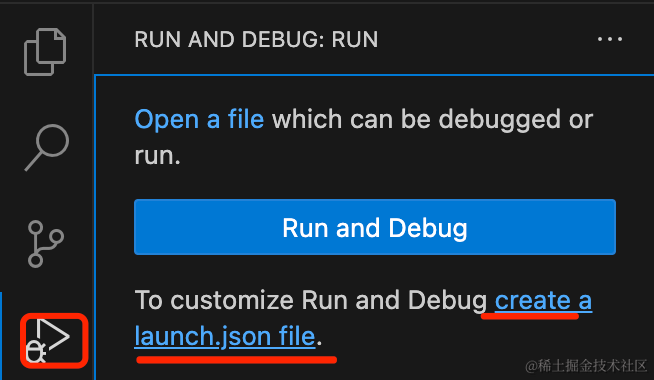 RUN AND DEBUG: RUN
Open a file which can be debugged or
run.
Run and Debug
To customize Run and Debug create a
launch.json file.
@稀土掘金技术社区